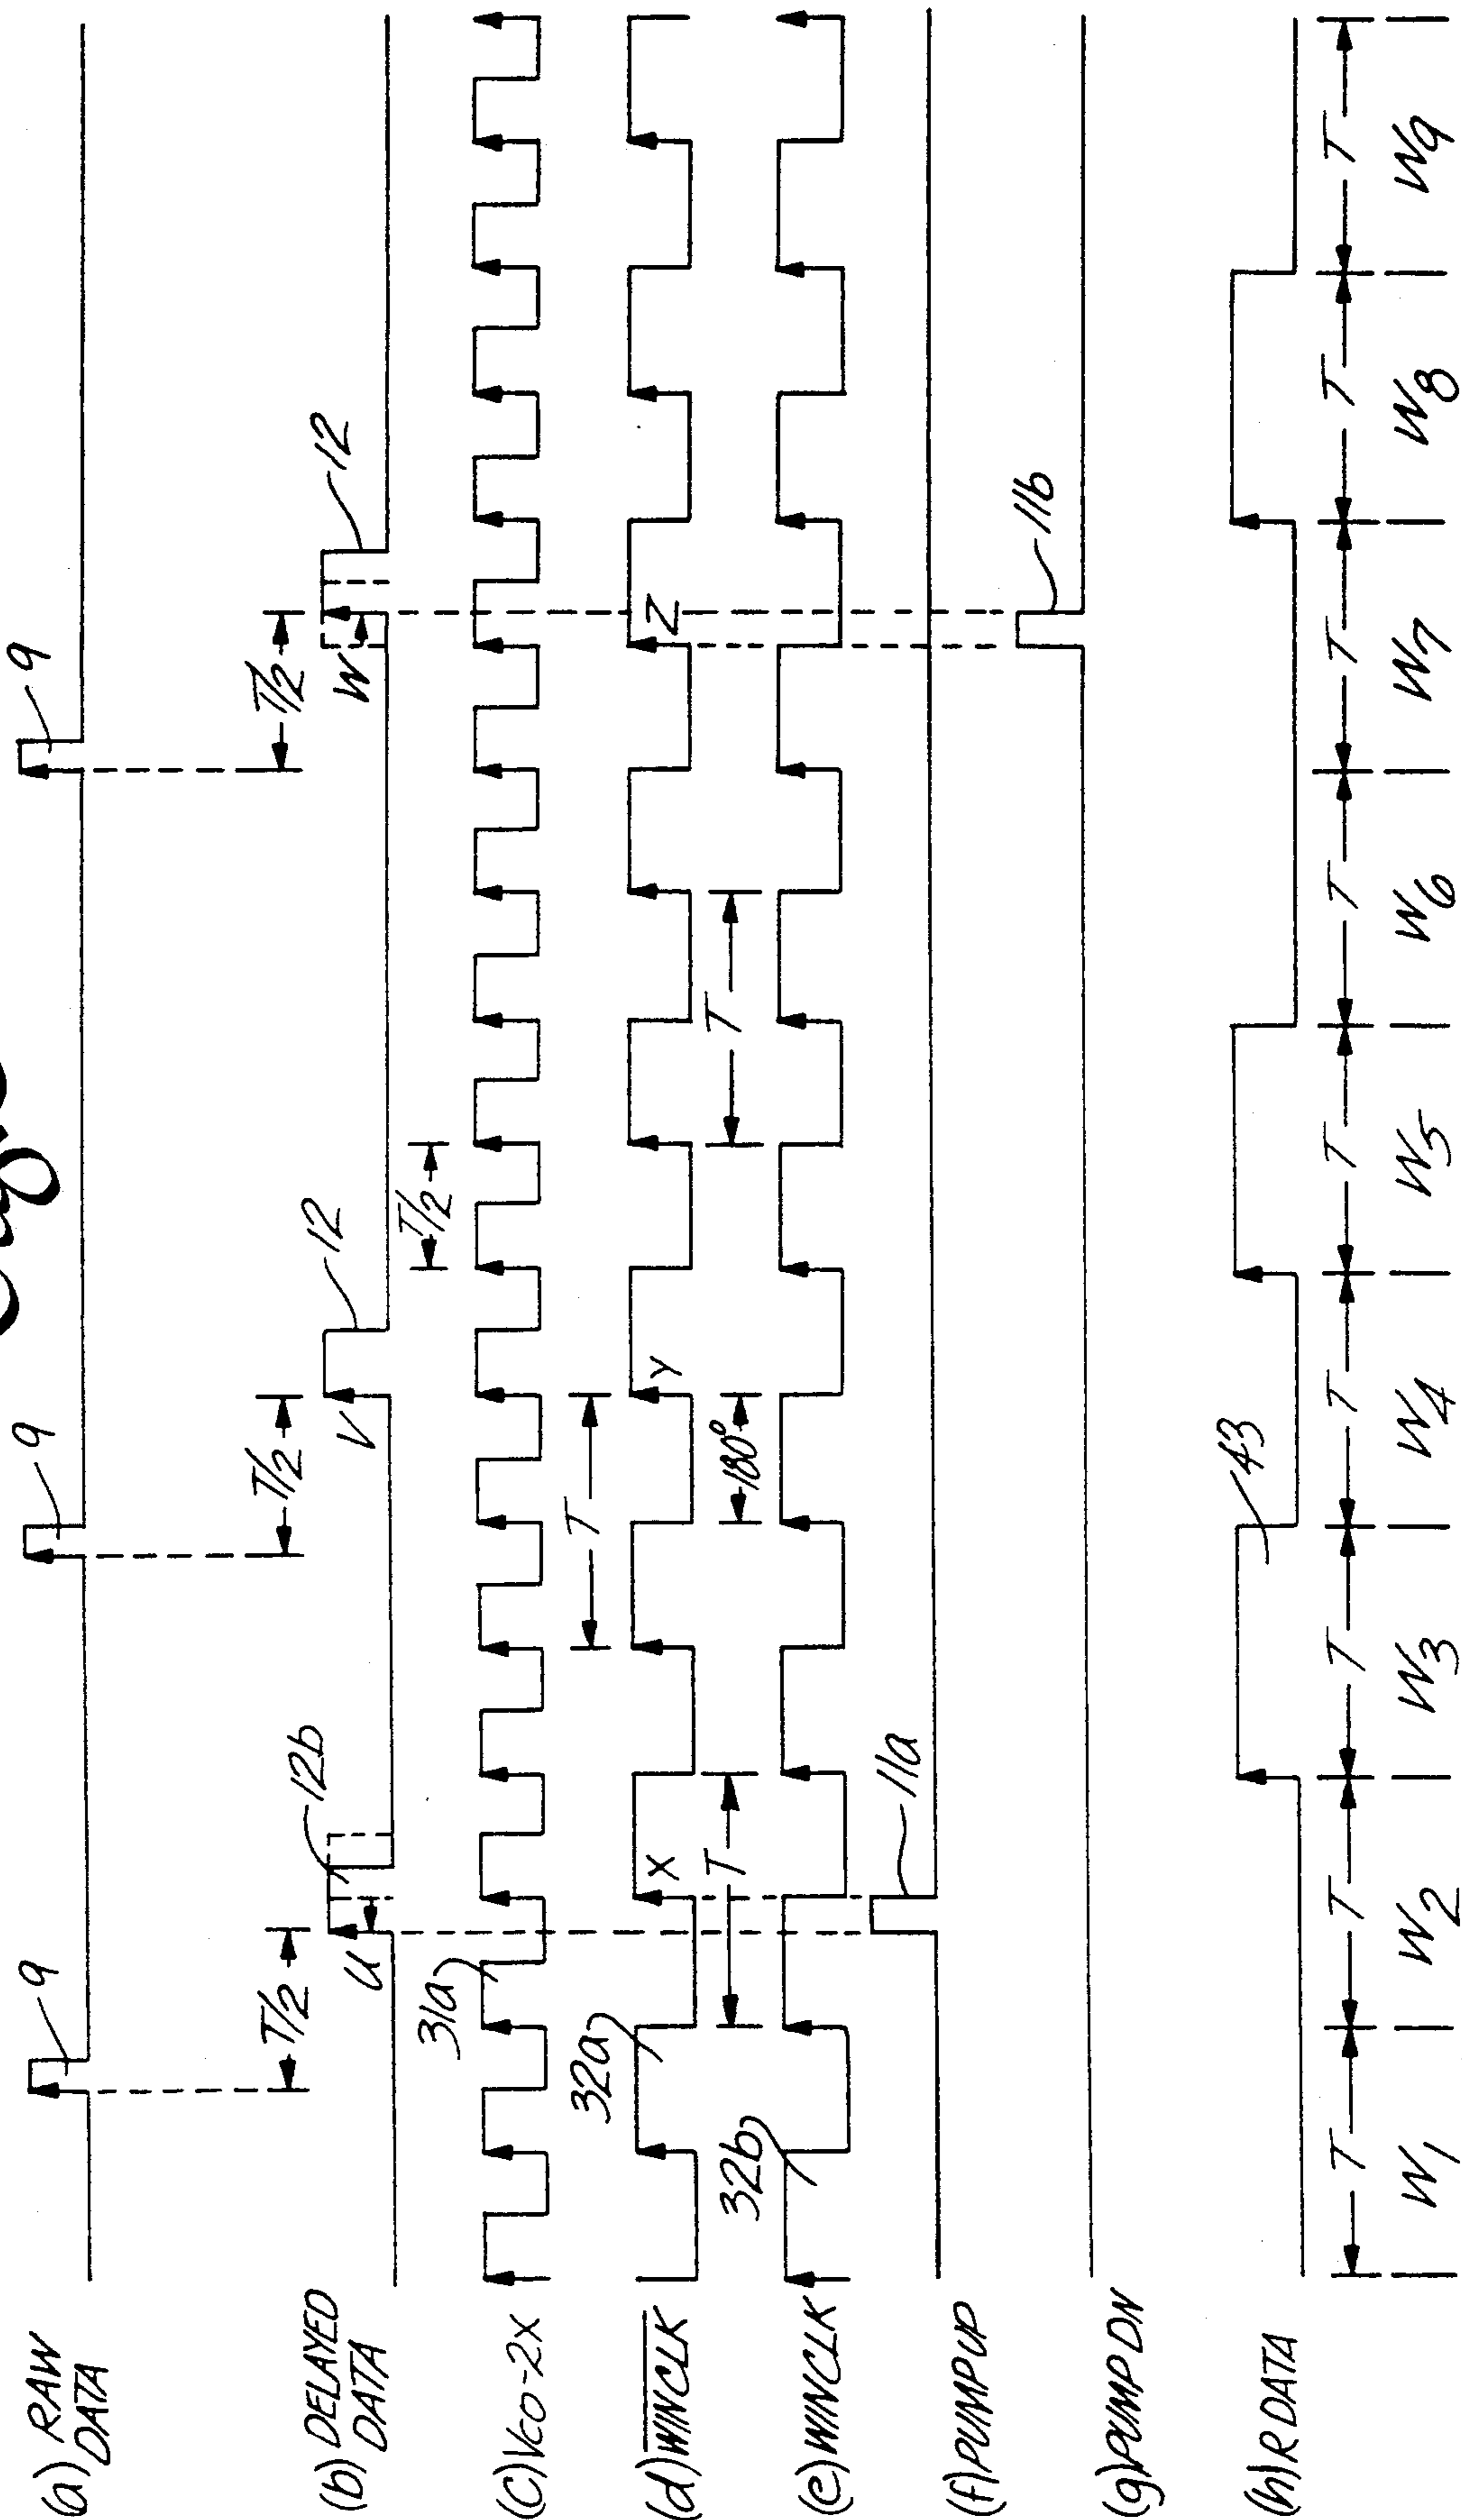 (a) RAW DATA
9
9
9
(b) DELAYED DATA
T/2
U
12b
T/2
V
12
T/2
W
12
(c) VCO-2X
31a
T/2
(d) WINCLK
32a
X
T
T
Y
T
Z
(e) WINCLK
32b
180°
(f) PUMP UP
11a
(g) PUMP DN
11b
(h) R DATA
43
T
T
T
T
T
T
T
T
T
W1
W2
W3
W4
W5
W6
W7
W8
W9